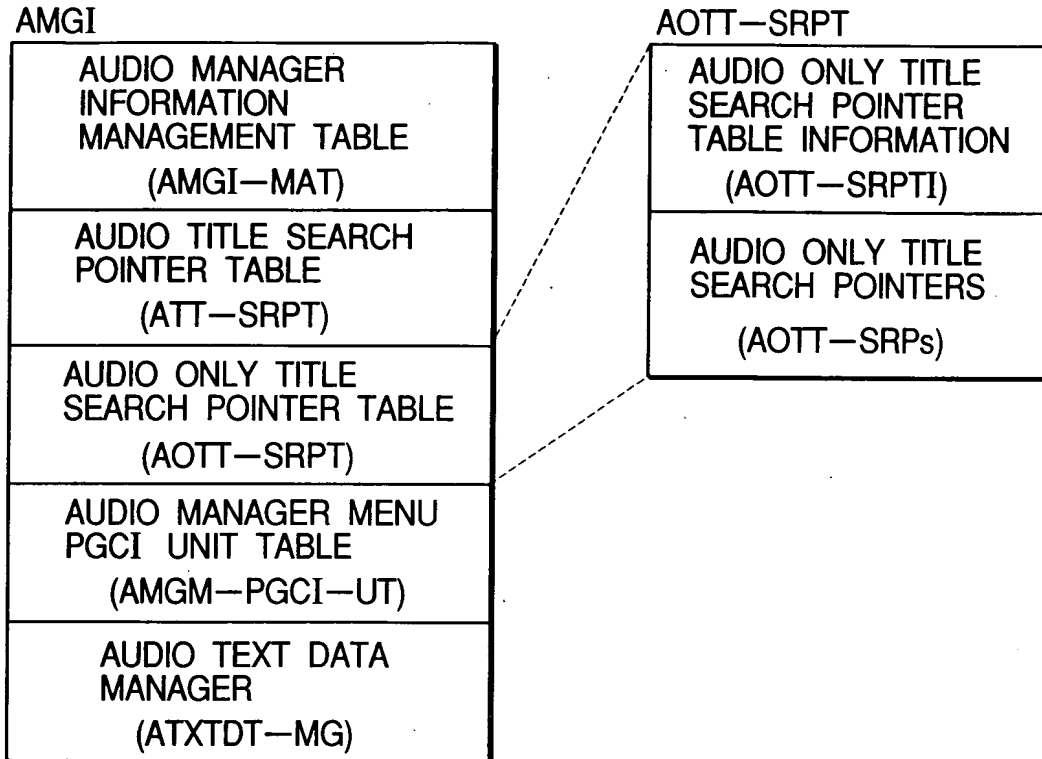 AMGI
AUDIO MANAGER
INFORMATION
MANAGEMENT TABLE
(AMGI—MAT)
AUDIO TITLE SEARCH
POINTER TABLE
(ATT—SRPT)
AUDIO ONLY TITLE
SEARCH POINTER TABLE
(AOTT—SRPT)
AUDIO MANAGER MENU
PGCI UNIT TABLE
(AMGM—PGCI—UT)
AUDIO TEXT DATA
MANAGER
(ATXTDT—MG)
AOTT—SRPT
AUDIO ONLY TITLE
SEARCH POINTER
TABLE INFORMATION
(AOTT—SRPTI)
AUDIO ONLY TITLE
SEARCH POINTERS
(AOTT—SRPs)